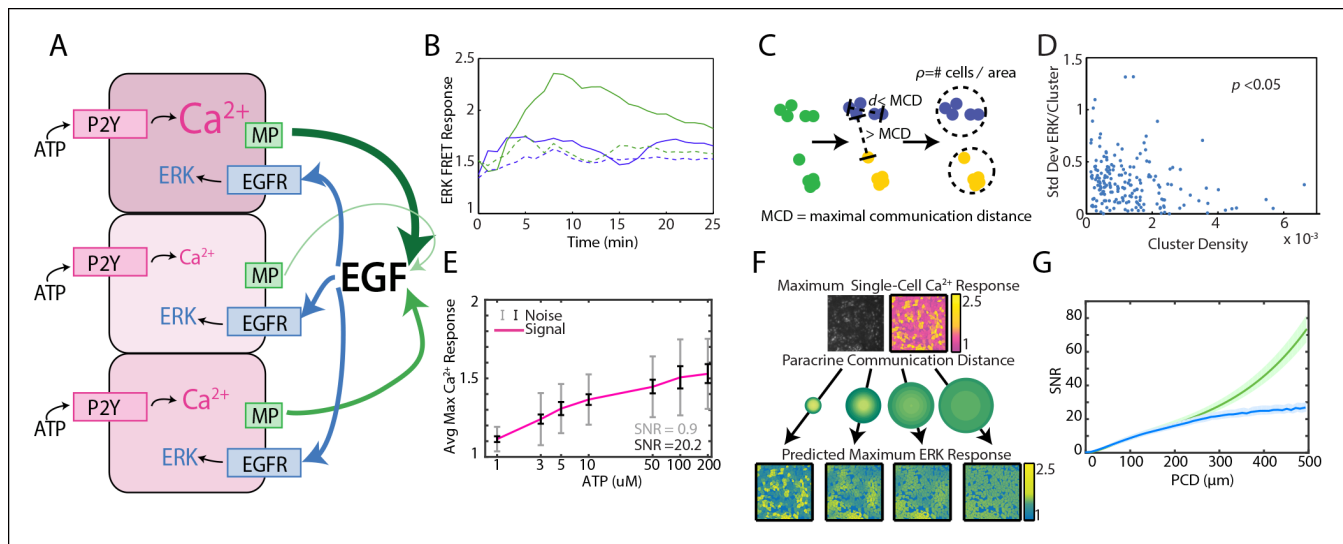 A
P2Y
Ca2+
MP
ATP
ERK
EGFR
P2Y
Ca2+
MP
ATP
ERK
EGFR
P2Y
Ca2+
MP
ATP
ERK
EGFR
EGF
B
ERK FRET Response
2.5
2
1.5
1
0
5
10
15
20
25
Time (min)
C
ρ=# cells / area
d< MCD
> MCD
MCD = maximal communication distance
D
Std Dev ERK/Cluster
1.5
1
0.5
0
p <0.05
0
2
4
6
Cluster Density
x 10-3
E
Avg Max Ca2+ Response
2
1.5
1
Noise
Signal
SNR = 0.9
SNR =20.2
1
3
5
10
50
100
200
ATP (uM)
F
Maximum Single-Cell Ca2+ Response
2.5
1
Paracrine Communication Distance
Predicted Maximum ERK Response
2.5
1
G
SNR
80
60
40
20
0
0
100
200
300
400
500
PCD (μm)